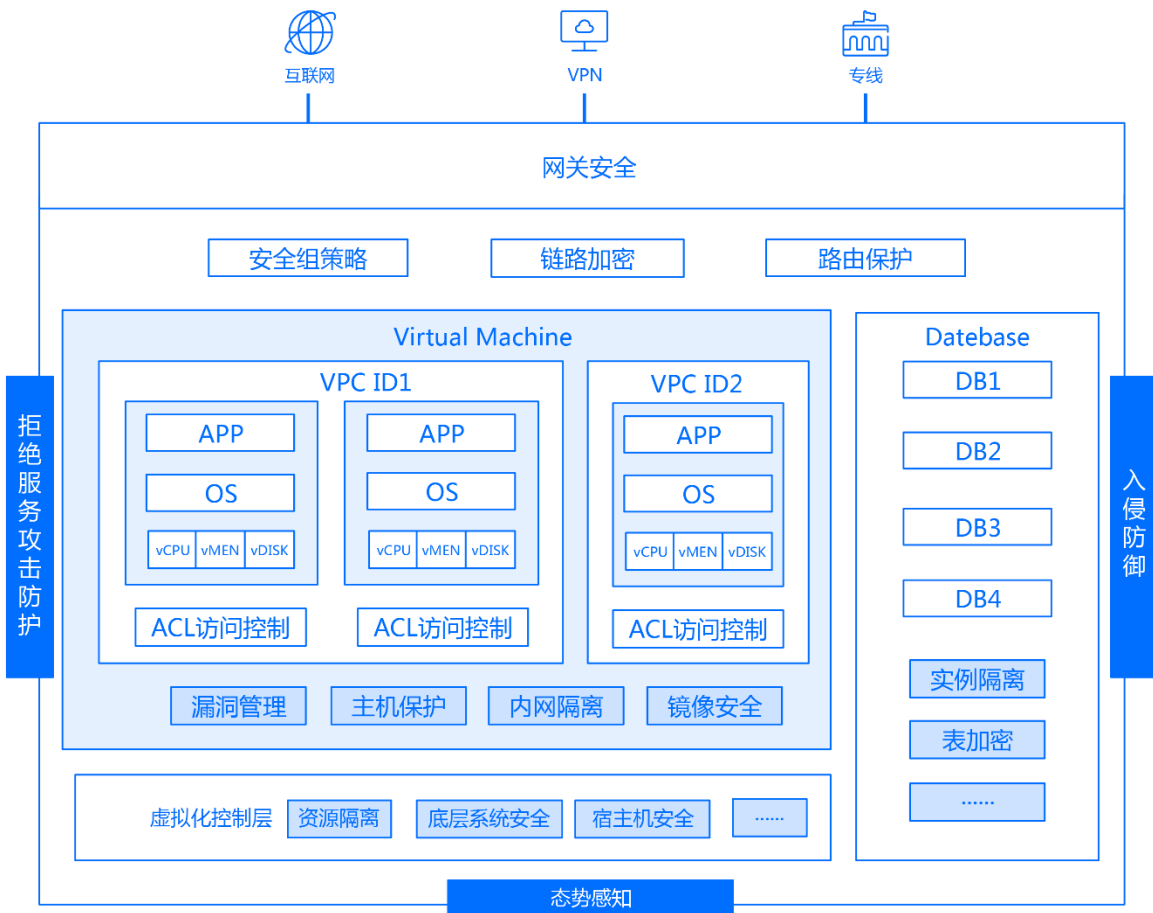 互联网
VPN
专线
网关安全
安全组策略
链路加密
路由保护
Virtual Machine
VPC ID1
APP
OS
vCPU vMEN vDISK
ACL访问控制
APP
OS
vCPU vMEN vDISK
ACL访问控制
VPC ID2
APP
OS
vCPU vMEN vDISK
ACL访问控制
漏洞管理
主机保护
内网隔离
镜像安全
Datebase
DB1
DB2
DB3
DB4
实例隔离
表加密
......
虚拟化控制层
资源隔离
底层系统安全
宿主机安全
......
拒绝服务攻击防护
入侵防御
态势感知